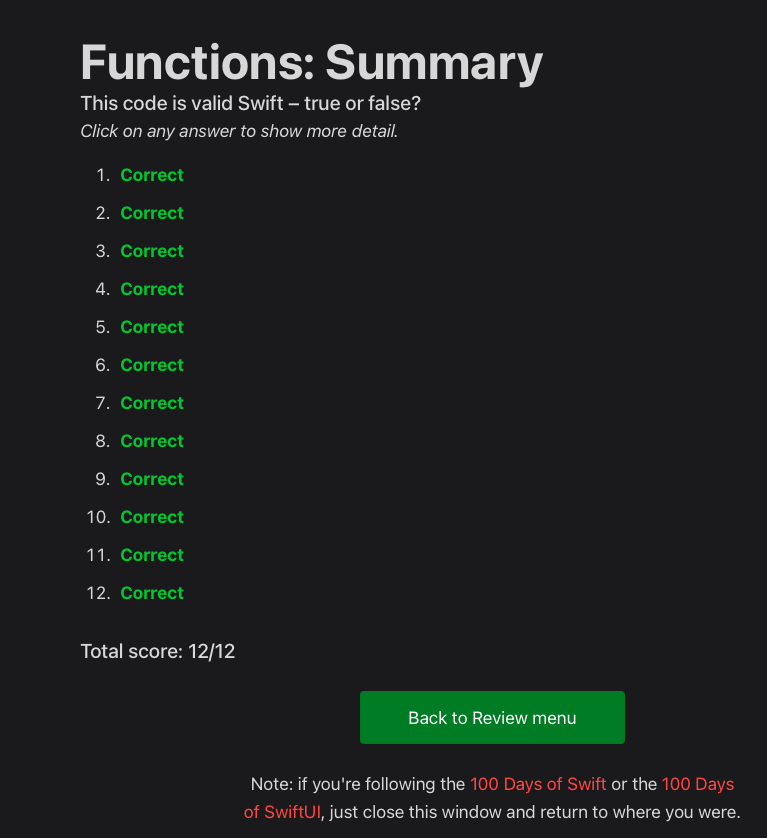 Functions: Summary
This code is valid Swift – true or false?
Click on any answer to show more detail.
1. Correct
2. Correct
3. Correct
4. Correct
5. Correct
6. Correct
7. Correct
8. Correct
9. Correct
10. Correct
11. Correct
12. Correct
Total score: 12/12
Back to Review menu
Note: if you're following the 100 Days of Swift or the 100 Days
of SwiftUI, just close this window and return to where you were.